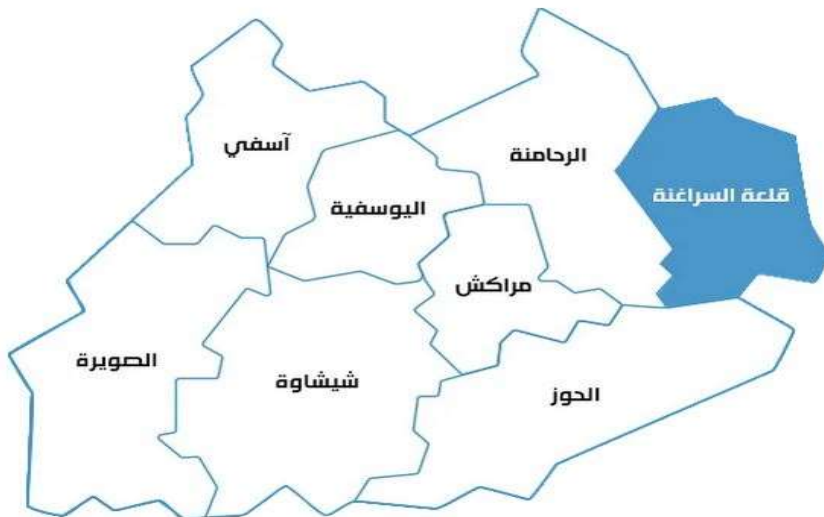 آسفي
الرحامنة
قلعة السراغنة
اليوسفية
مراكش
الصويرة
شيشاوة
الحوز